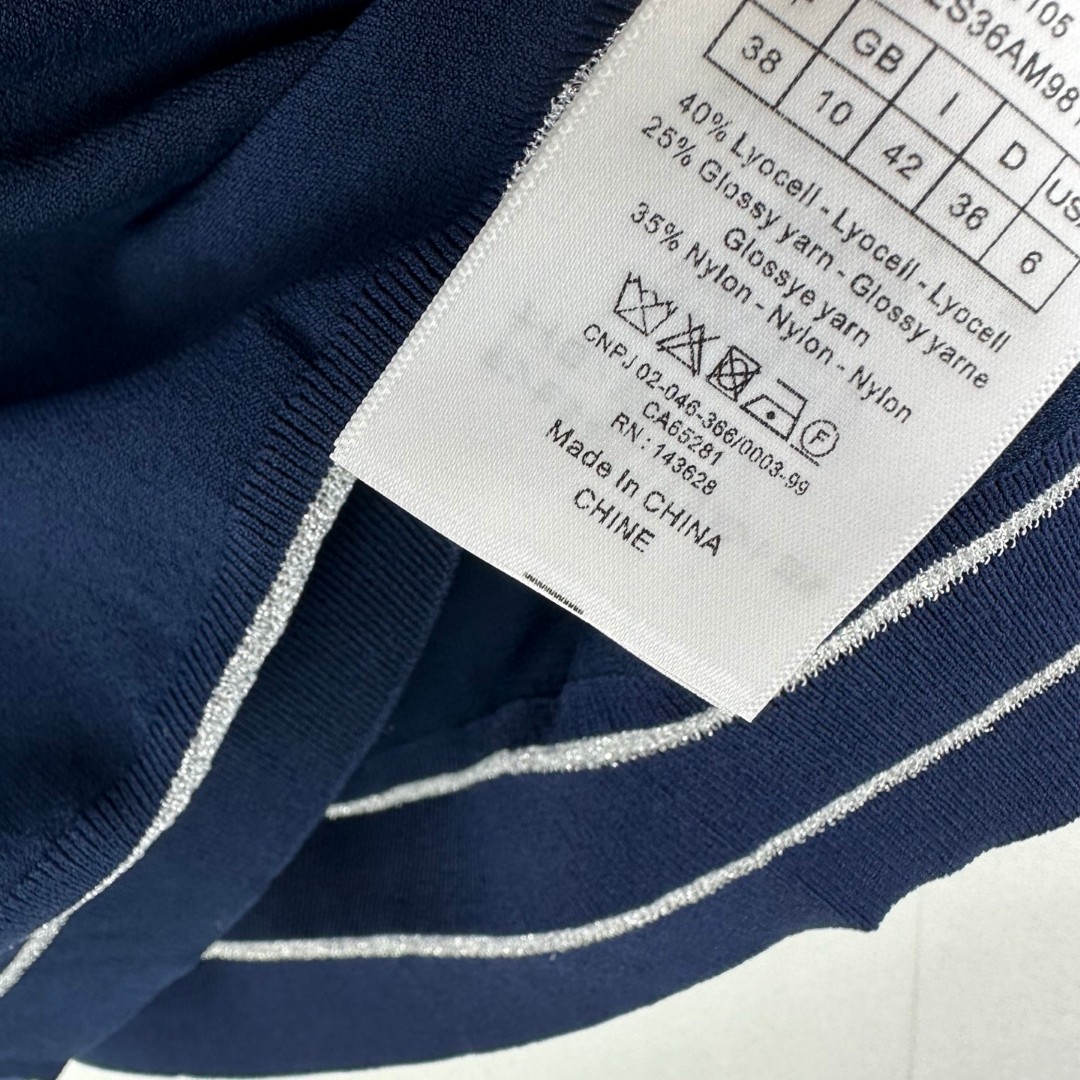 105
ES36AM981
GB I D US
38 10 42 36 6
40% Lyocell - Lyocell - Lyocell
25% Glossy yarn - Glossy yarne
Glossye yarn
35% Nylon - Nylon - Nylon
F
CNPJ 02-046-366/0003-99
CA65281
RN : 143628
Made In CHINA
CHINE